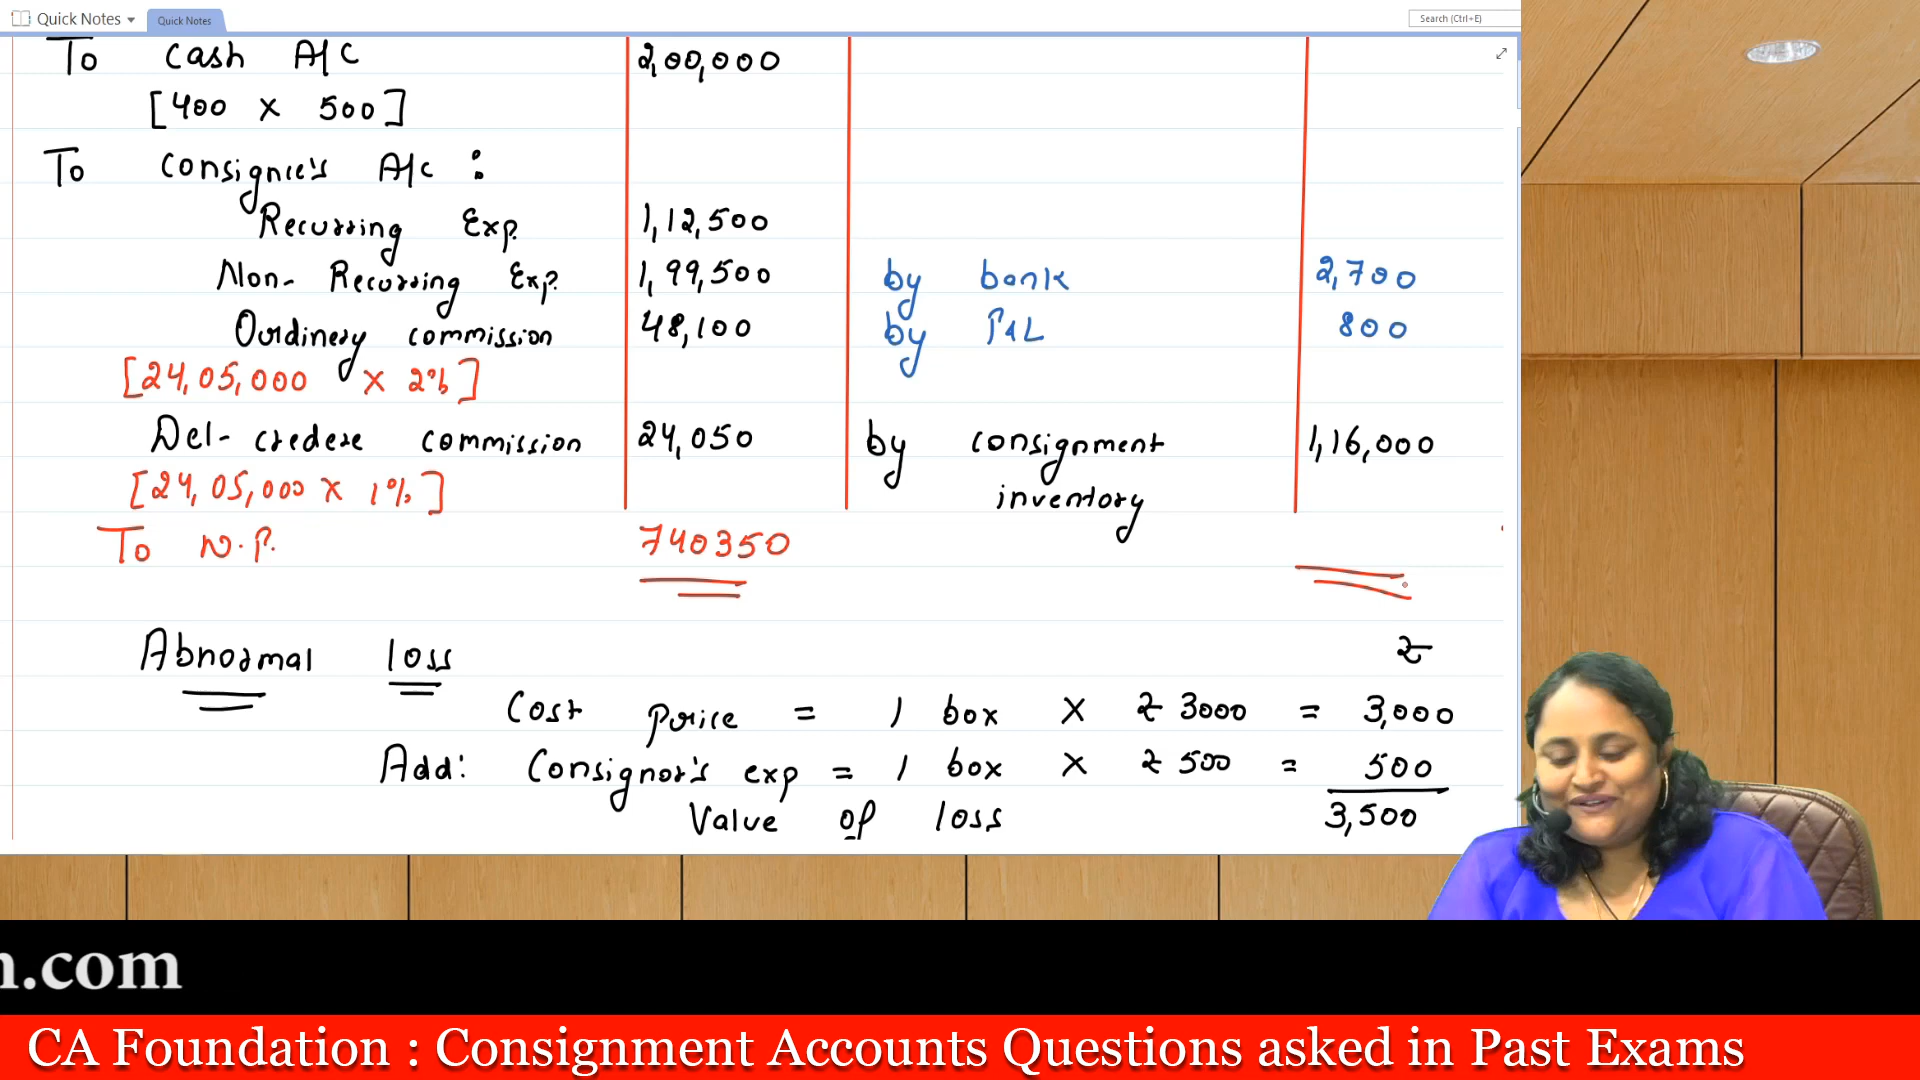 Quick Notes
Quick Notes
Search (Ctrl+E)
To Cash A/C 2,00,000
[400 X 500]
To Consignie's A/C :
Recurring Exp. 1,12,500
Non- Recurring Exp. 1,99,500 by bank 2,700
Ourdinery commission 48,100 by P&L 800
[24,05,000 X 2%]
Del- credere commission 24,050 by consignment 1,16,000
[24,05,000 X 1%] inventory
To N.P. 740350
Abnormal loss ₹
Cost Price = 1 box X ₹ 3000 = 3,000
Add: Consignor's exp = 1 box X ₹ 500 = 500
Value of loss 3,500
n.com
CA Foundation : Consignment Accounts Questions asked in Past Exams